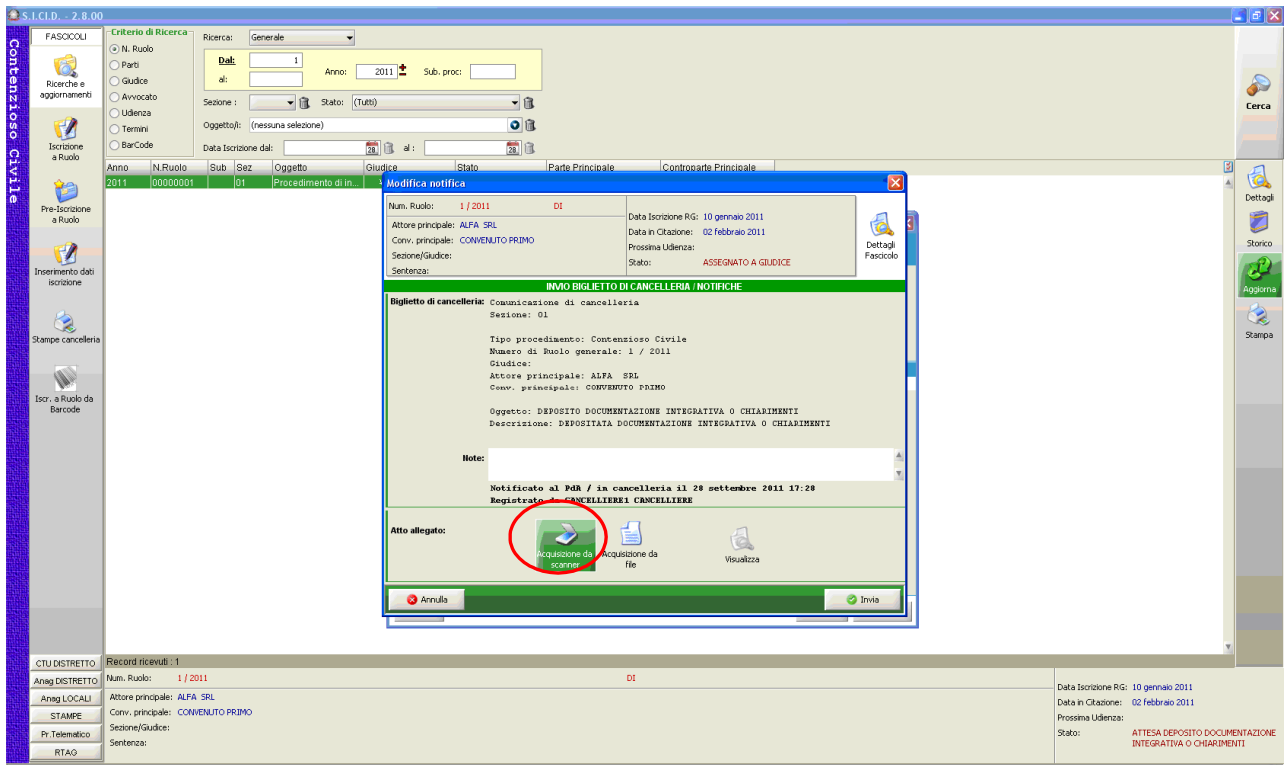 S.I.CI.D. - 2.8.00
Contenzioso Civile
FASCICOLI
Ricerche e
aggiornamenti
Iscrizione
a Ruolo
Pre-Iscrizione
a Ruolo
Inserimento dati
iscrizione
Stampe cancelleria
Iscr. a Ruolo da
Barcode
CTU DISTRETTO
Anag DISTRETTO
Anag LOCALI
STAMPE
Pr.Telematico
RTAG
Criterio di Ricerca
N. Ruolo
Parti
Giudice
Avvocato
Udienza
Termini
BarCode
Ricerca: Generale
Dal: 1
al:
Anno: 2011 Sub. proc:
Sezione : Stato: (Tutti)
Oggetto/i: (nessuna selezione)
Data Iscrizione dal: 28 al : 28
Cerca
Anno N.Ruolo Sub Sez Oggetto Giudice Stato Parte Principale Controparte Principale
2011 00000001 01 Procedimento di in...
Dettagli
Storico
Aggiorna
Stampa
Modifica notifica
Num. Ruolo: 1 / 2011 DI
Attore principale: ALFA SRL
Conv. principale: CONVENUTO PRIMO
Sezione/Giudice:
Sentenza:
Data Iscrizione RG: 10 gennaio 2011
Data in Citazione: 02 febbraio 2011
Prossima Udienza:
Stato: ASSEGNATO A GIUDICE
Dettagli
Fascicolo
INVIO BIGLIETTO DI CANCELLERIA / NOTIFICHE
Biglietto di cancelleria: Comunicazione di cancelleria
Sezione: 01
Tipo procedimento: Contenzioso Civile
Numero di Ruolo generale: 1 / 2011
Giudice:
Attore principale: ALFA SRL
Conv. principale: CONVENUTO PRIMO
Oggetto: DEPOSITO DOCUMENTAZIONE INTEGRATIVA O CHIARIMENTI
Descrizione: DEPOSITATA DOCUMENTAZIONE INTEGRATIVA O CHIARIMENTI
Note:
Notificato al PdA / in cancelleria il 28 settembre 2011 17:28
Registrato da CANCELLIERE1 CANCELLIERE
Atto allegato:
Acquisizione da
scanner
Acquisizione da
file
Visualizza
Annulla
Invia
Record ricevuti : 1
Num. Ruolo: 1 / 2011 DI
Attore principale: ALFA SRL
Conv. principale: CONVENUTO PRIMO
Sezione/Giudice:
Sentenza:
Data Iscrizione RG: 10 gennaio 2011
Data in Citazione: 02 febbraio 2011
Prossima Udienza:
Stato: ATTESA DEPOSITO DOCUMENTAZIONE
INTEGRATIVA O CHIARIMENTI